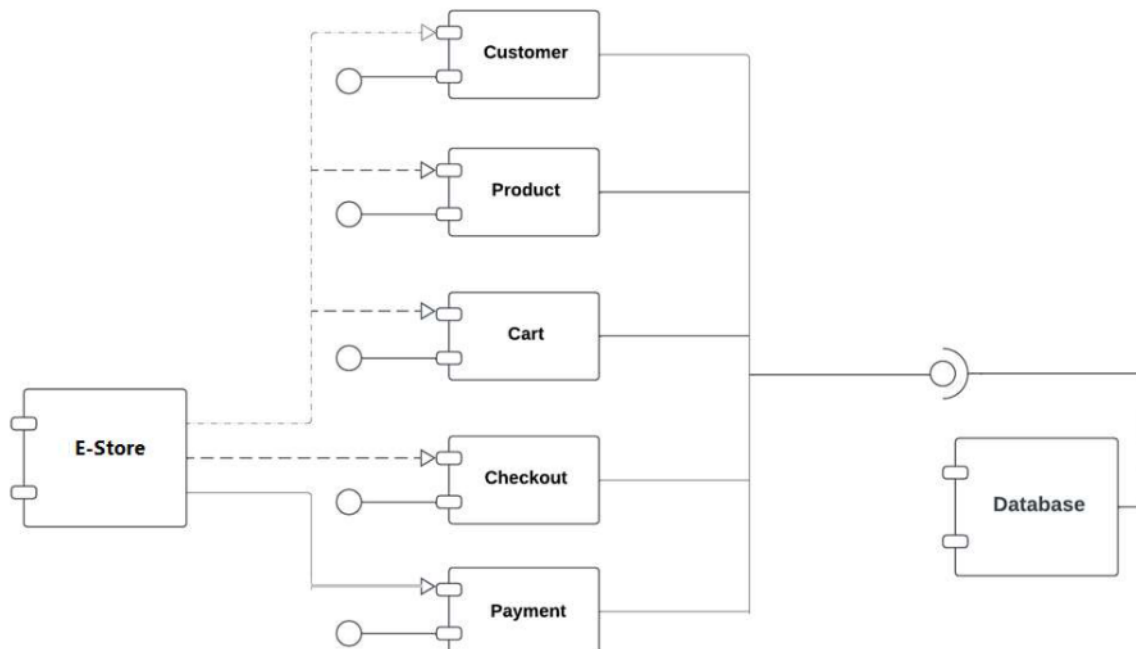 Customer
Product
Cart
E-Store
Checkout
Database
Payment